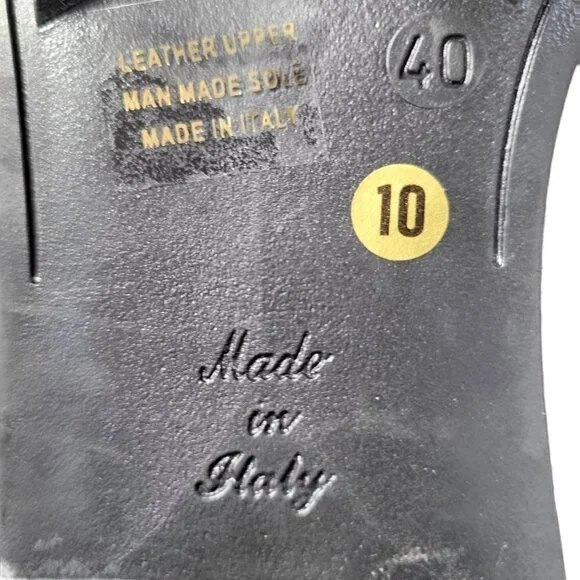 LEATHER UPPER
MAN MADE SOLE
MADE IN ITALY
40
10
Made
in
Italy